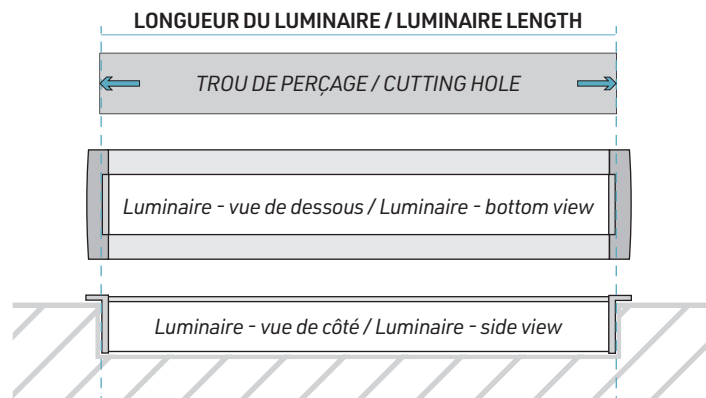 LONGUEUR DU LUMINAIRE / LUMINAIRE LENGTH
TROU DE PERÇAGE / CUTTING HOLE
Luminaire - vue de dessous / Luminaire - bottom view
Luminaire - vue de côté / Luminaire - side view